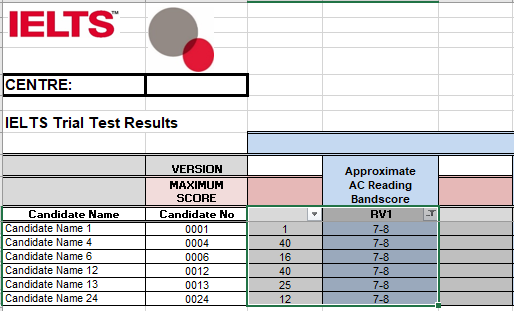 IELTS™
CENTRE:
IELTS Trial Test Results
VERSION
Approximate
AC Reading
Bandscore
MAXIMUM
SCORE
Candidate Name Candidate No RV1
Candidate Name 1 0001 1 7-8
Candidate Name 4 0004 40 7-8
Candidate Name 6 0006 16 7-8
Candidate Name 12 0012 40 7-8
Candidate Name 13 0013 25 7-8
Candidate Name 24 0024 12 7-8